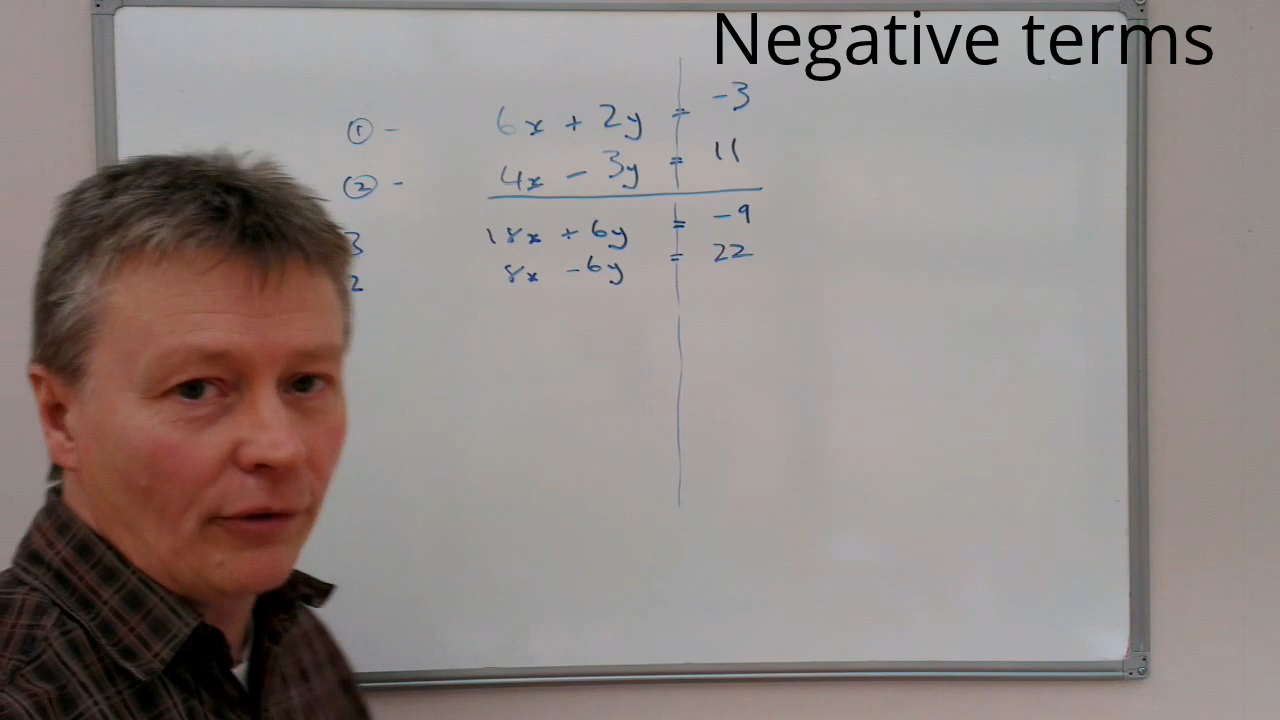 Negative terms
① - 6x + 2y = -3
② - 4x - 3y = 11
3 18x + 6y = -9
2 8x - 6y = 22